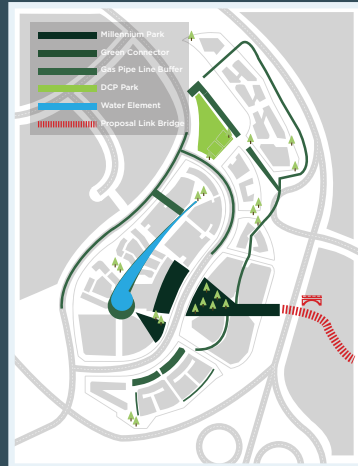 Millennium Park
Green Connector
Gas Pipe Line Buffer
DCP Park
Water Element
Proposal Link Bridge